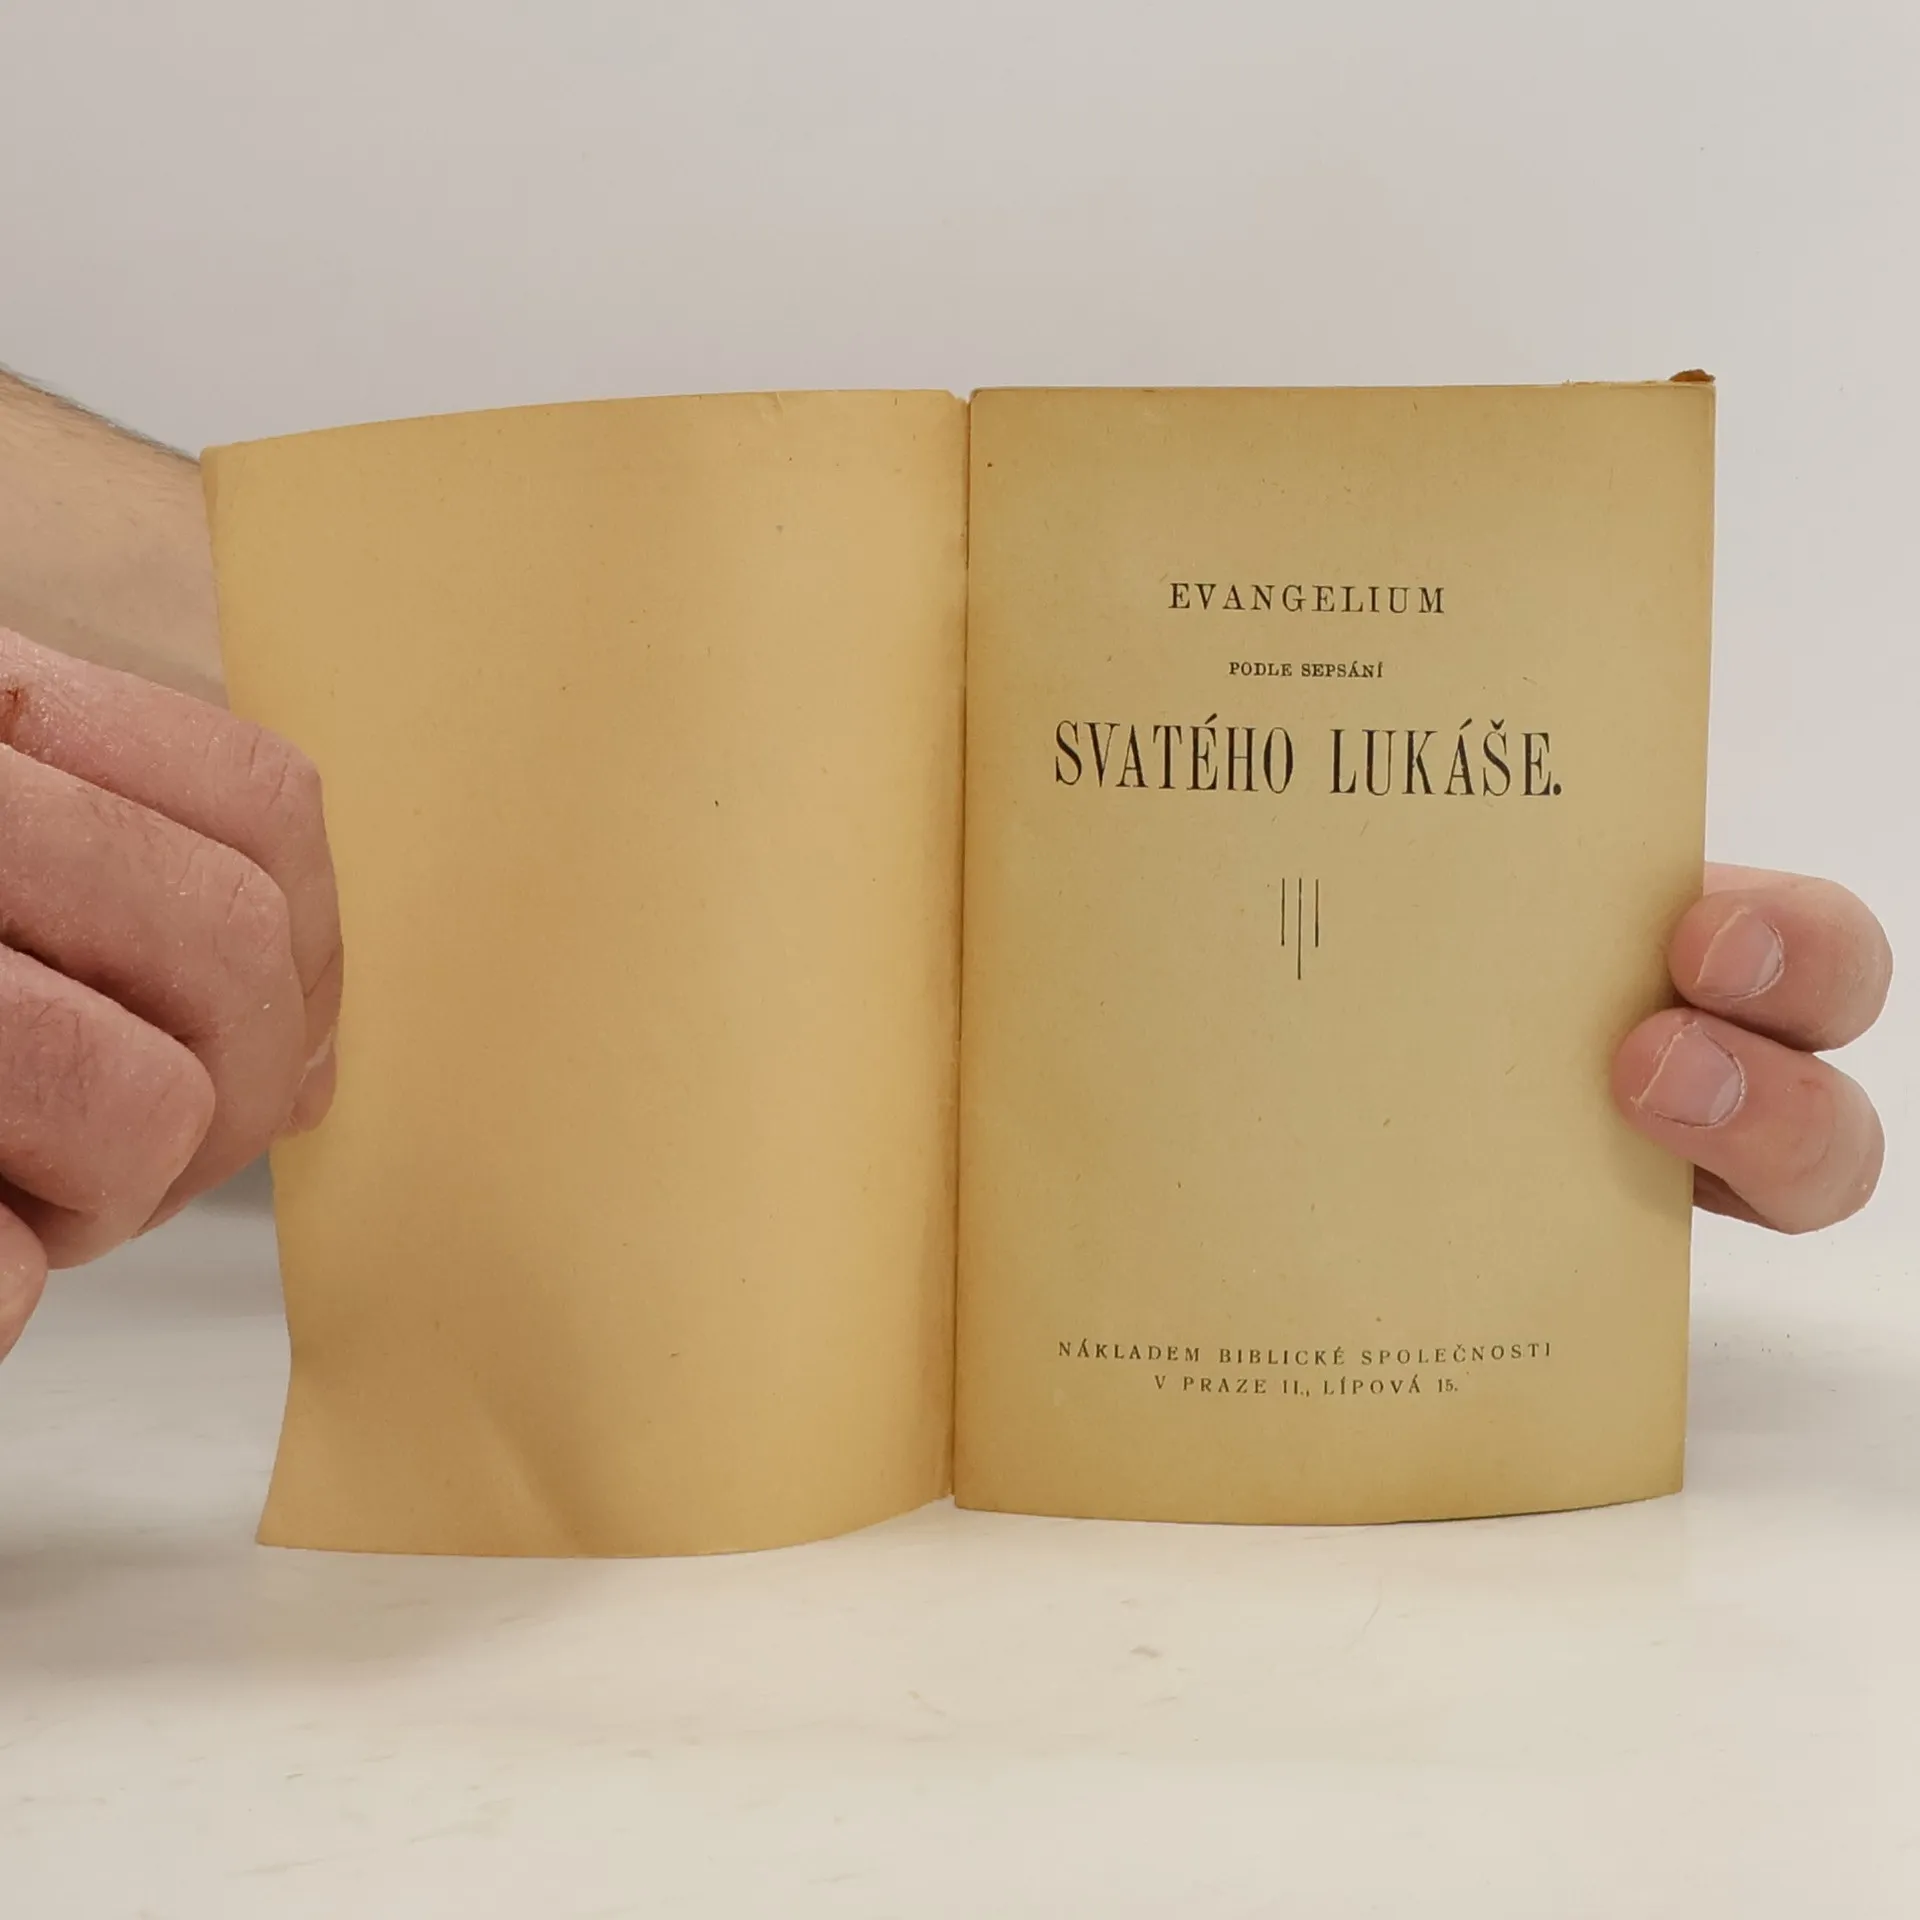 EVANGELIUM
PODLE SEPSÁNÍ
SVATÉHO LUKÁŠE.
NÁKLADEM BIBLICKÉ SPOLEČNOSTI
V PRAZE II., LÍPOVÁ 15.